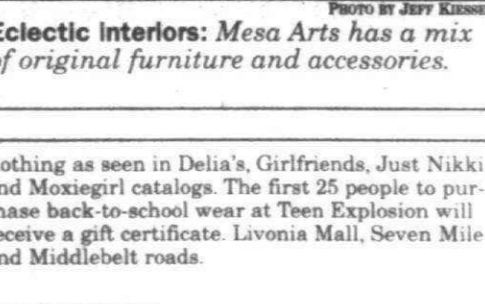 PHOTO BY JEFF KIESSE
Eclectic Interiors: Mesa Arts has a mix
of original furniture and accessories.
othing as seen in Delia's, Girlfriends, Just Nikki
nd Moxiegirl catalogs. The first 25 people to pur-
hase back-to-school wear at Teen Explosion will
eceive a gift certificate. Livonia Mall, Seven Mile
nd Middlebelt roads.